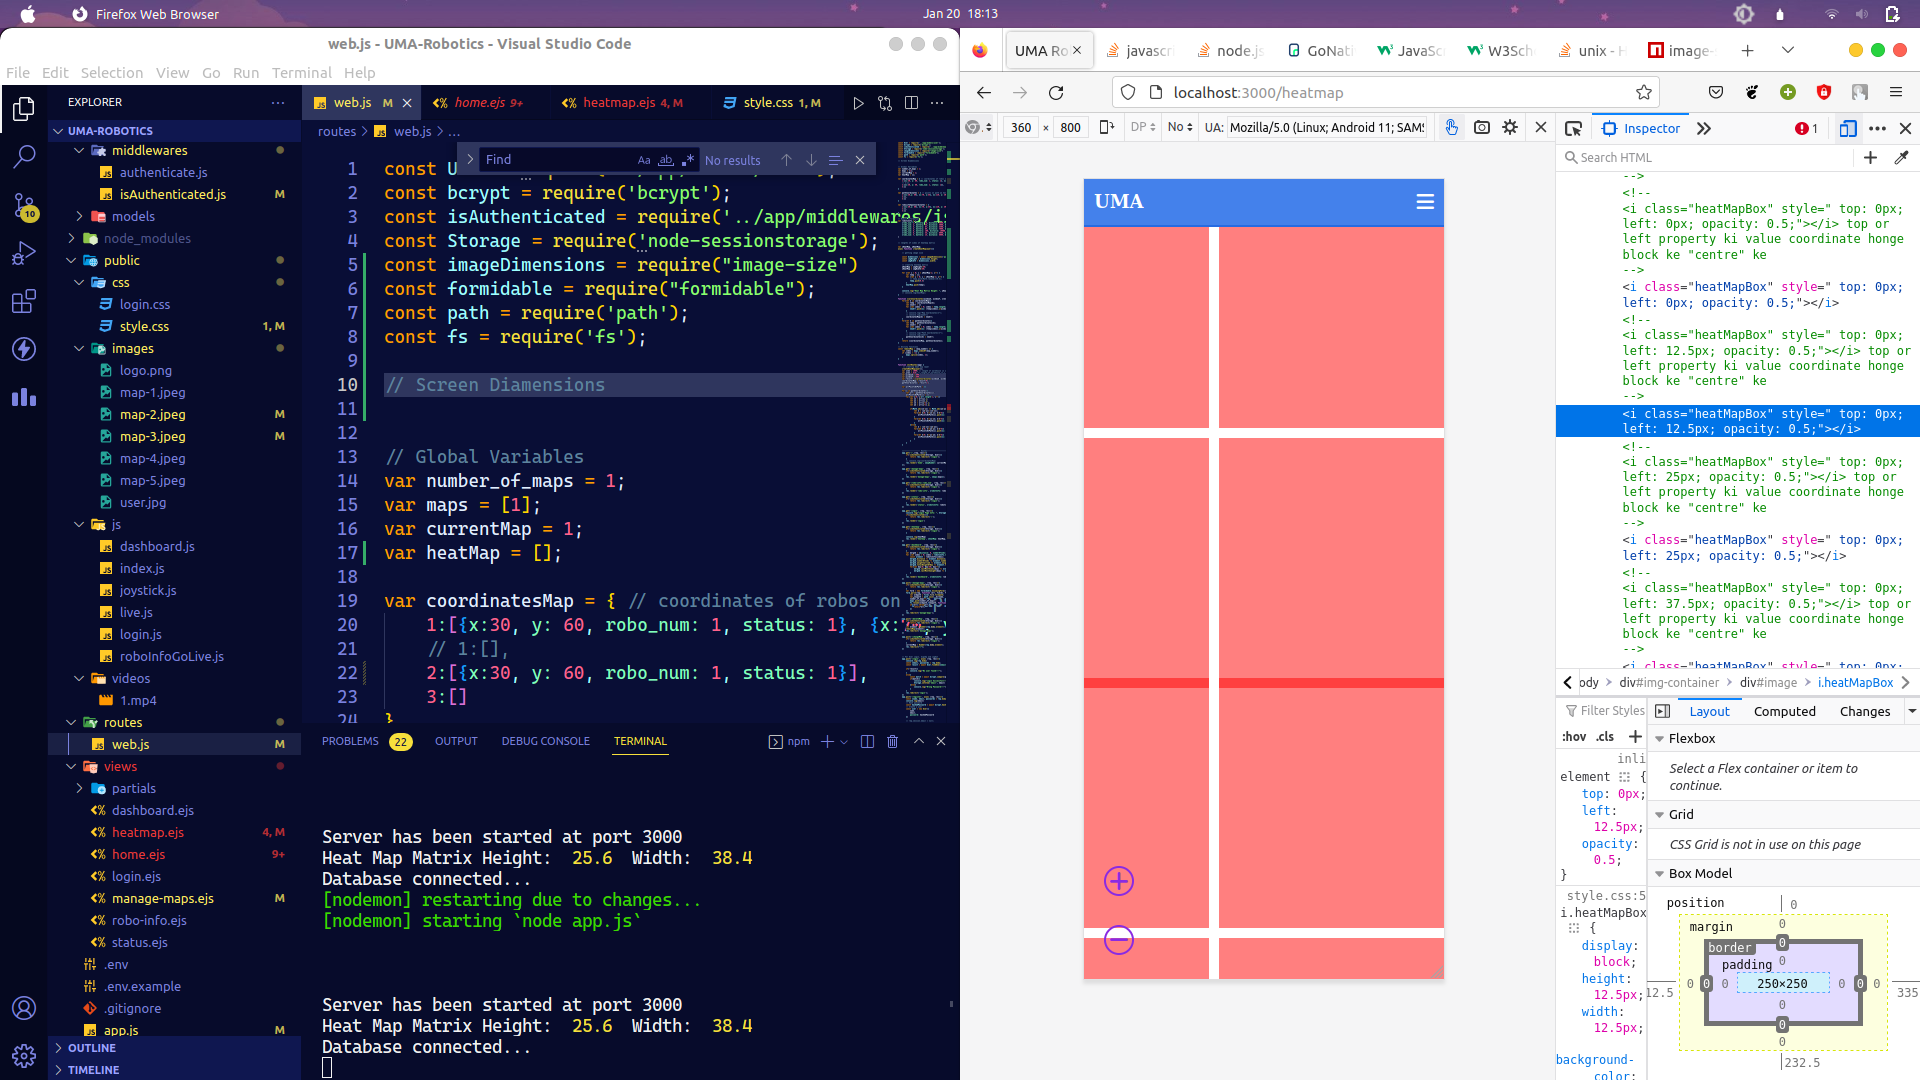 Firefox Web Browser
Jan 20 18:13
web.js - UMA-Robotics - Visual Studio Code
File Edit Selection View Go Run Terminal Help
EXPLORER
UMA-ROBOTICS
middlewares
authenticate.js
isAuthenticated.js M
models
node_modules
public
css
login.css
style.css 1, M
images
logo.png
map-1.jpeg
map-2.jpeg M
map-3.jpeg M
map-4.jpeg
map-5.jpeg
user.jpg
js
dashboard.js
index.js
joystick.js
live.js
login.js
roboInfoGoLive.js
videos
1.mp4
routes
web.js M
views
partials
dashboard.ejs
heatmap.ejs 4, M
home.ejs 9+
login.ejs
manage-maps.ejs M
robo-info.ejs
status.ejs
.env
.env.example
.gitignore
app.js M
OUTLINE
TIMELINE
10
web.js M
home.ejs 9+
heatmap.ejs 4, M
style.css 1, M
routes > web.js > ...
Find Aa ab .* No results
1 const U
2 const bcrypt = require('bcrypt');
3 const isAuthenticated = require('../app/middlewares/i
4 const Storage = require('node-sessionstorage');
5 const imageDimensions = require("image-size")
6 const formidable = require("formidable");
7 const path = require('path');
8 const fs = require('fs');
9
10 // Screen Diamensions
11
12
13 // Global Variables
14 var number_of_maps = 1;
15 var maps = [1];
16 var currentMap = 1;
17 var heatMap = [];
18
19 var coordinatesMap = { // coordinates of robos on
20 1:[{x:30, y: 60, robo_num: 1, status: 1}, {x:
21 // 1:[],
22 2:[{x:30, y: 60, robo_num: 1, status: 1}],
23 3:[]
24 }
PROBLEMS 22 OUTPUT DEBUG CONSOLE TERMINAL npm
Server has been started at port 3000
Heat Map Matrix Height: 25.6 Width: 38.4
Database connected...
[nodemon] restarting due to changes...
[nodemon] starting `node app.js`
Server has been started at port 3000
Heat Map Matrix Height: 25.6 Width: 38.4
Database connected...
UMA Ro
javascri
node.js
GoNati
JavaSc
W3Sch
unix - H
image-
localhost:3000/heatmap
360 × 800 DP No UA: Mozilla/5.0 (Linux; Android 11; SAMS
UMA
Inspector 1
Search HTML
-->
<!--
<i class="heatMapBox" style=" top: 0px;
left: 0px; opacity: 0.5;"></i> top or
left property ki value coordinate honge
block ke "centre" ke
-->
<i class="heatMapBox" style=" top: 0px;
left: 0px; opacity: 0.5;"></i>
<!--
<i class="heatMapBox" style=" top: 0px;
left: 12.5px; opacity: 0.5;"></i> top or
left property ki value coordinate honge
block ke "centre" ke
-->
<i class="heatMapBox" style=" top: 0px;
left: 12.5px; opacity: 0.5;"></i>
<!--
<i class="heatMapBox" style=" top: 0px;
left: 25px; opacity: 0.5;"></i> top or
left property ki value coordinate honge
block ke "centre" ke
-->
<i class="heatMapBox" style=" top: 0px;
left: 25px; opacity: 0.5;"></i>
<!--
<i class="heatMapBox" style=" top: 0px;
left: 37.5px; opacity: 0.5;"></i> top or
left property ki value coordinate honge
block ke "centre" ke
-->
<i class="heatMapBox" style=" top: 0px;
ody > div#img-container > div#image > i.heatMapBox
Filter Styles
:hov .cls
inli
element {
top: 0px;
left:
12.5px;
opacity:
0.5;
}
style.css:5
i.heatMapBox
{
display:
block;
height:
12.5px;
width:
12.5px;
background-
color:
Layout Computed Changes
Flexbox
Select a Flex container or item to
continue.
Grid
CSS Grid is not in use on this page
Box Model
position 0
margin 0
border 0
padding 0
12.5 0 0 0 250×250 0 0 0 335
0
0
0
232.5